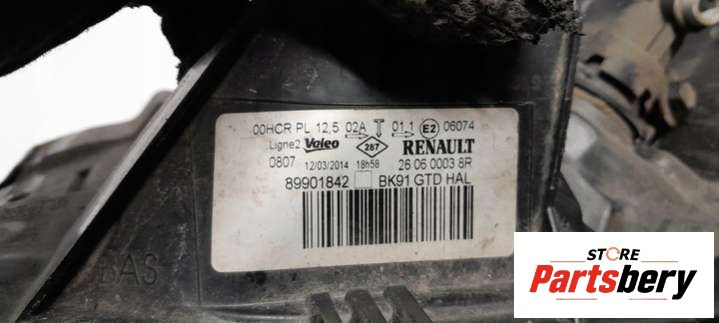 00HCR PL 12,5 02A T 01.1 E2 06074
Ligne2 Valeo 287 RENAULT
0807 12/03/2014 18h58 26 06 0003 8R
89901842 BK91 GTD HAL
DAS
STORE
Partsbery